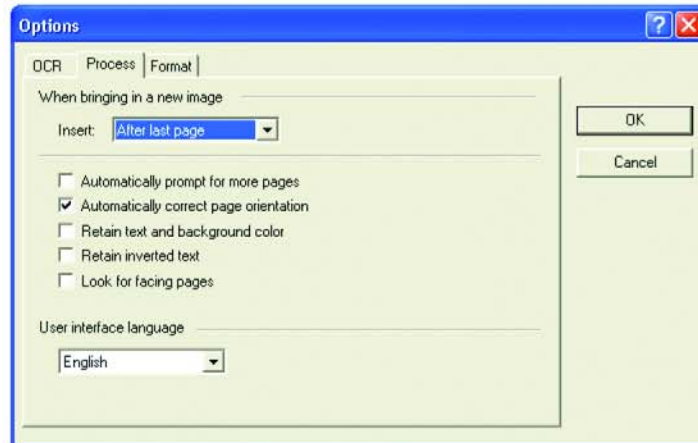 Options
OCR Process Format
When bringing in a new image
Insert: After last page
OK
Cancel
Automatically prompt for more pages
Automatically correct page orientation
Retain text and background color
Retain inverted text
Look for facing pages
User interface language
English